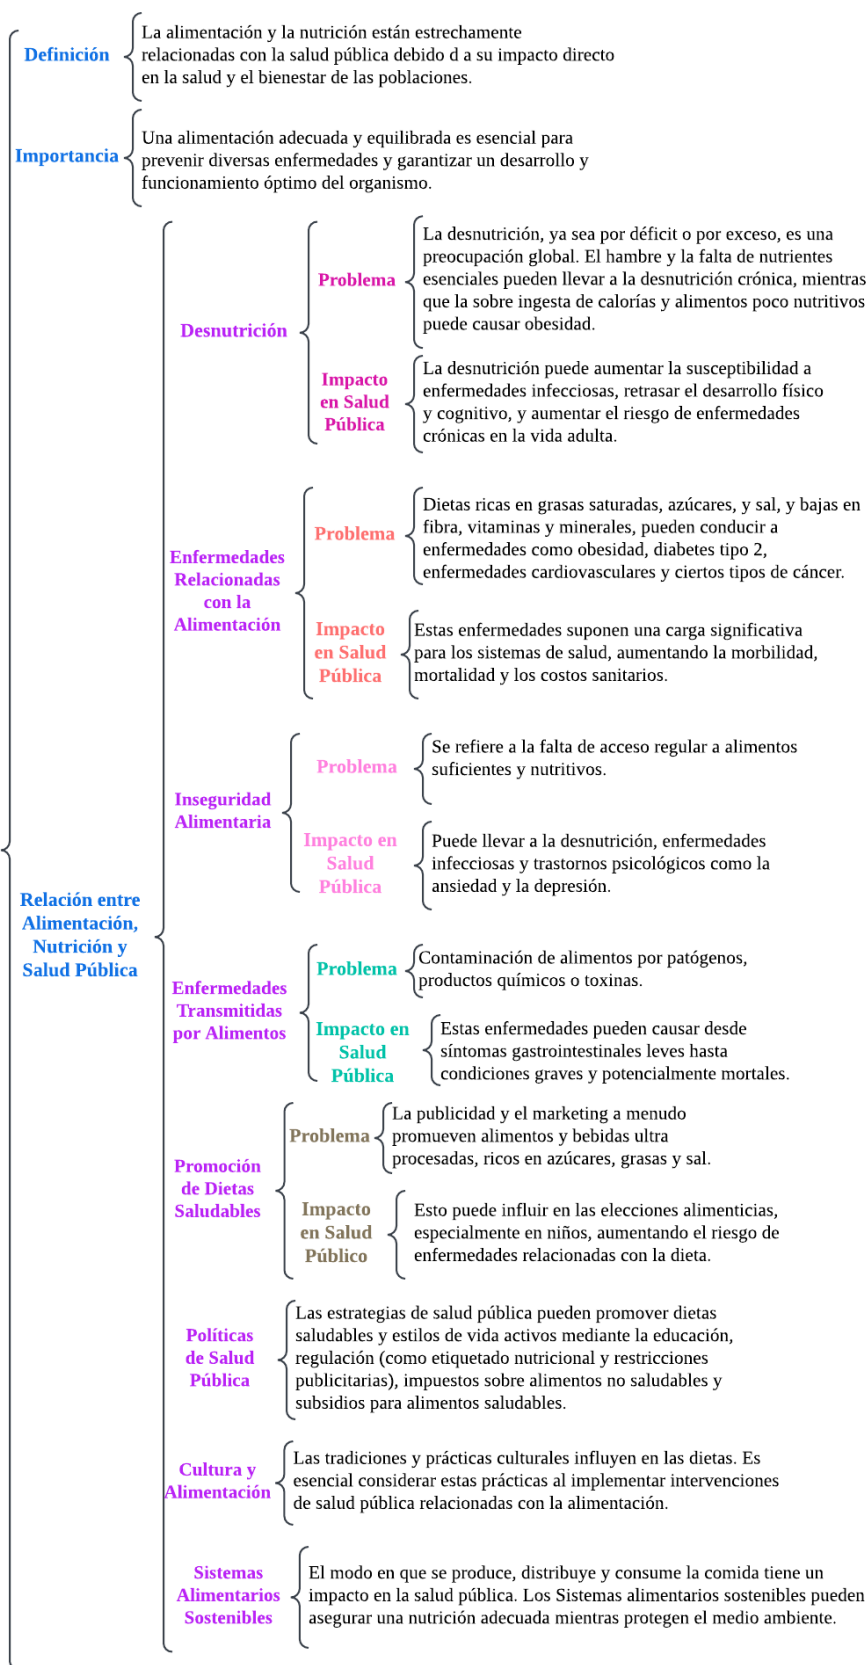 Definición
La alimentación y la nutrición están estrechamente
relacionadas con la salud pública debido d a su impacto directo
en la salud y el bienestar de las poblaciones.
Importancia
Una alimentación adecuada y equilibrada es esencial para
prevenir diversas enfermedades y garantizar un desarrollo y
funcionamiento óptimo del organismo.
Relación entre
Alimentación,
Nutrición y
Salud Pública
Desnutrición
Problema
La desnutrición, ya sea por déficit o por exceso, es una
preocupación global. El hambre y la falta de nutrientes
esenciales pueden llevar a la desnutrición crónica, mientras
que la sobre ingesta de calorías y alimentos poco nutritivos
puede causar obesidad.
Impacto
en Salud
Pública
La desnutrición puede aumentar la susceptibilidad a
enfermedades infecciosas, retrasar el desarrollo físico
y cognitivo, y aumentar el riesgo de enfermedades
crónicas en la vida adulta.
Enfermedades
Relacionadas
con la
Alimentación
Problema
Dietas ricas en grasas saturadas, azúcares, y sal, y bajas en
fibra, vitaminas y minerales, pueden conducir a
enfermedades como obesidad, diabetes tipo 2,
enfermedades cardiovasculares y ciertos tipos de cáncer.
Impacto
en Salud
Pública
Estas enfermedades suponen una carga significativa
para los sistemas de salud, aumentando la morbilidad,
mortalidad y los costos sanitarios.
Inseguridad
Alimentaria
Problema
Se refiere a la falta de acceso regular a alimentos
suficientes y nutritivos.
Impacto en
Salud
Pública
Puede llevar a la desnutrición, enfermedades
infecciosas y trastornos psicológicos como la
ansiedad y la depresión.
Enfermedades
Transmitidas
por Alimentos
Problema
Contaminación de alimentos por patógenos,
productos químicos o toxinas.
Impacto en
Salud
Pública
Estas enfermedades pueden causar desde
síntomas gastrointestinales leves hasta
condiciones graves y potencialmente mortales.
Promoción
de Dietas
Saludables
Problema
La publicidad y el marketing a menudo
promueven alimentos y bebidas ultra
procesadas, ricos en azúcares, grasas y sal.
Impacto
en Salud
Público
Esto puede influir en las elecciones alimenticias,
especialmente en niños, aumentando el riesgo de
enfermedades relacionadas con la dieta.
Políticas
de Salud
Pública
Las estrategias de salud pública pueden promover dietas
saludables y estilos de vida activos mediante la educación,
regulación (como etiquetado nutricional y restricciones
publicitarias), impuestos sobre alimentos no saludables y
subsidios para alimentos saludables.
Cultura y
Alimentación
Las tradiciones y prácticas culturales influyen en las dietas. Es
esencial considerar estas prácticas al implementar intervenciones
de salud pública relacionadas con la alimentación.
Sistemas
Alimentarios
Sostenibles
El modo en que se produce, distribuye y consume la comida tiene un
impacto en la salud pública. Los Sistemas alimentarios sostenibles pueden
asegurar una nutrición adecuada mientras protegen el medio ambiente.